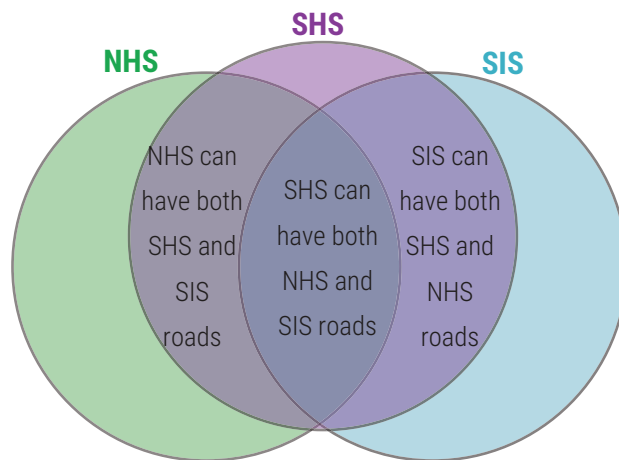 SHS
NHS
SIS
NHS can
have both
SHS and
SIS
roads
SHS can
have both
NHS and
SIS roads
SIS can
have both
SHS and
NHS
roads